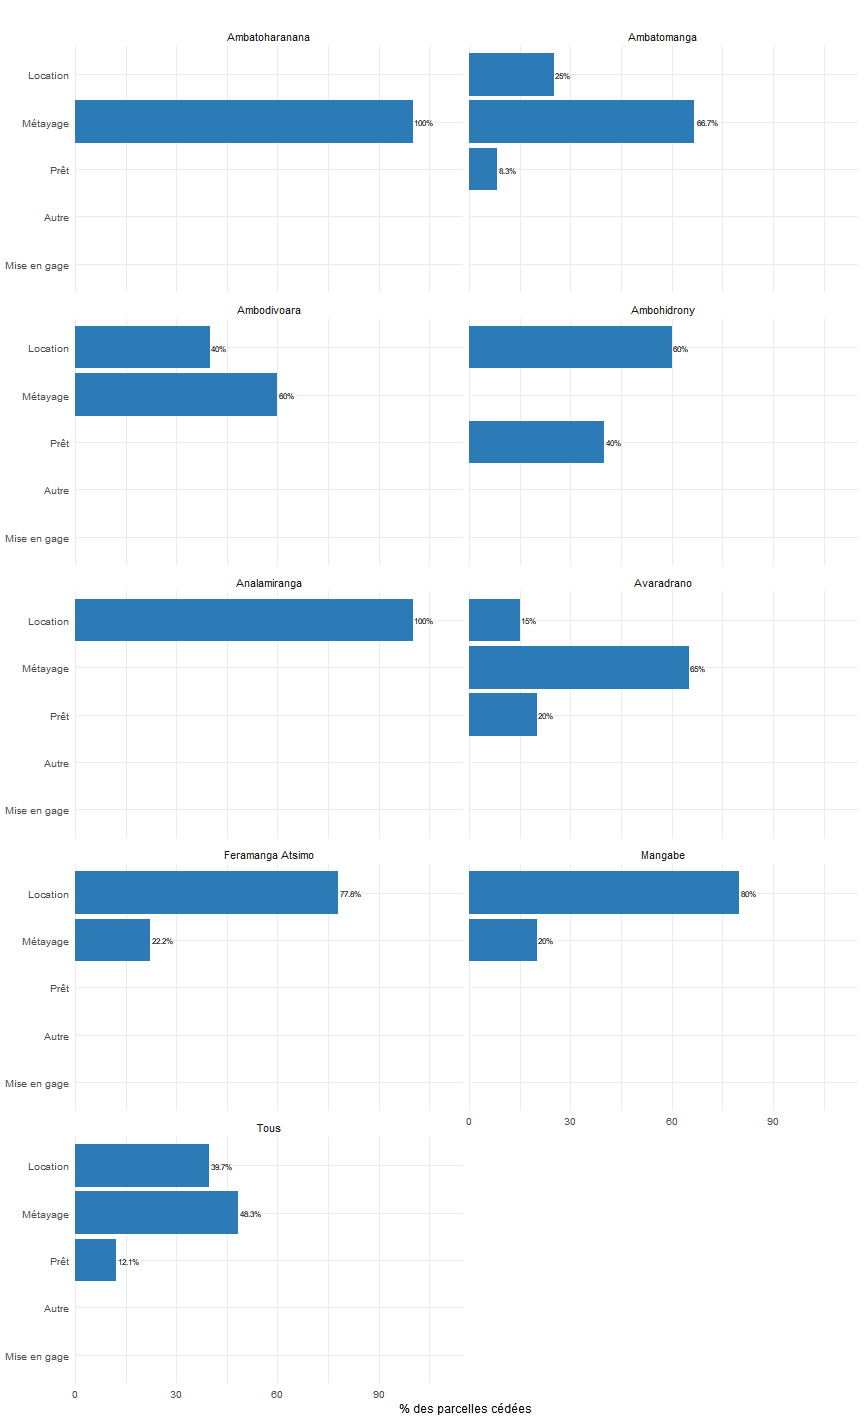 Ambatoharanana
Ambatomanga
Location
25%
Métayage
100%
66.7%
Prêt
8.3%
Autre
Mise en gage
Ambodivoara
Ambohidrony
Location
40%
60%
Métayage
60%
Prêt
40%
Autre
Mise en gage
Analamiranga
Avaradrano
Location
100%
15%
Métayage
65%
Prêt
20%
Autre
Mise en gage
Feramanga Atsimo
Mangabe
Location
77.8%
80%
Métayage
22.2%
20%
Prêt
Autre
Mise en gage
0 30 60 90
Tous
Location
39.7%
Métayage
48.3%
Prêt
12.1%
Autre
Mise en gage
0 30 60 90
% des parcelles cédées